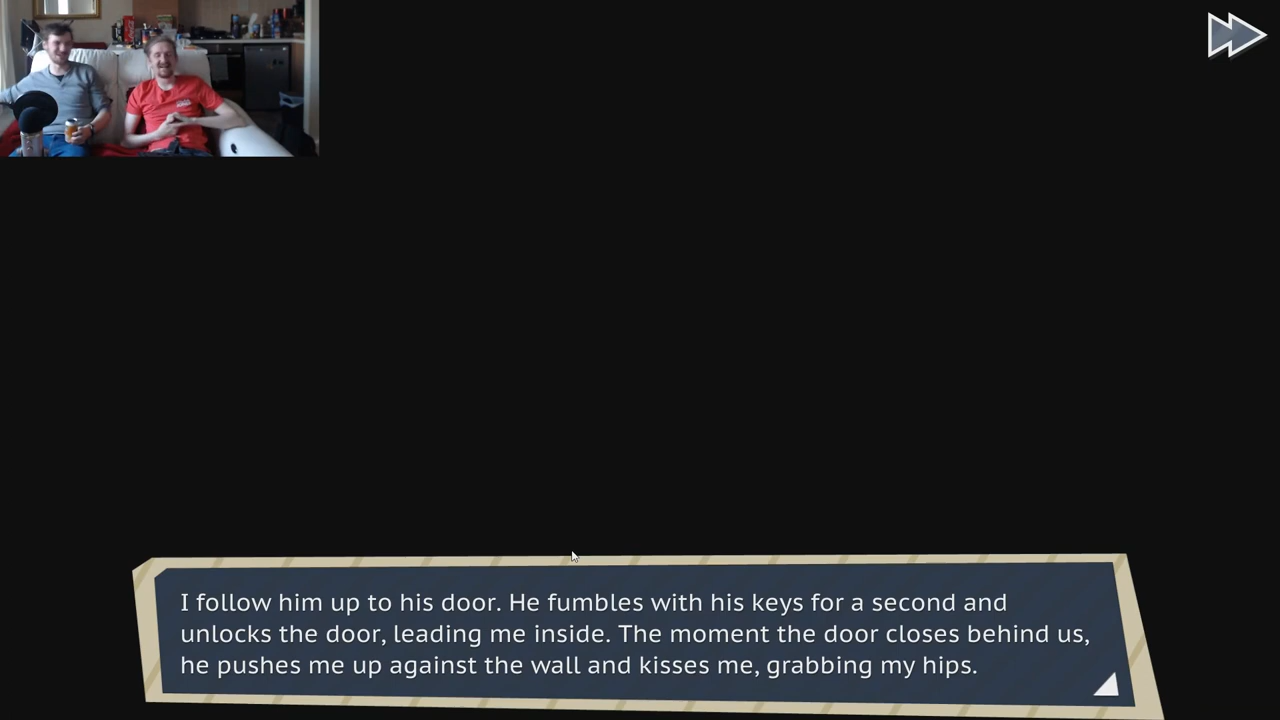 I follow him up to his door. He fumbles with his keys for a second and
unlocks the door, leading me inside. The moment the door closes behind us,
he pushes me up against the wall and kisses me, grabbing my hips.